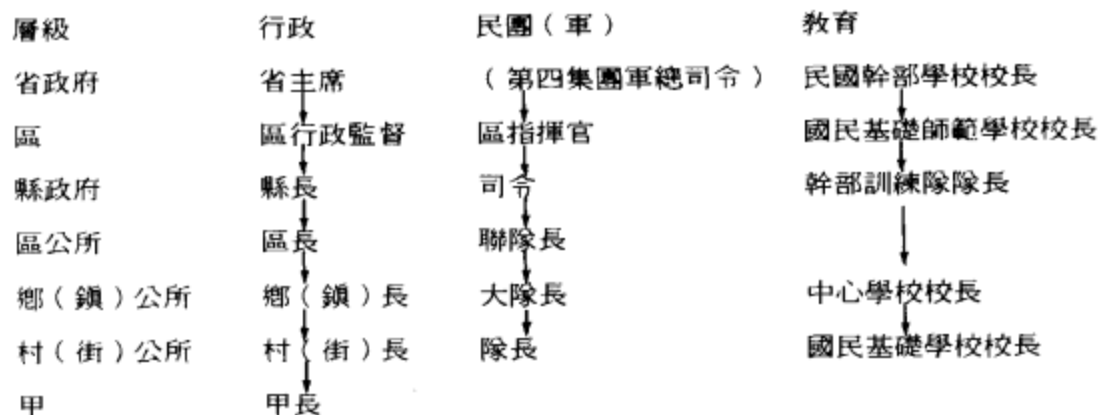 層級 行政 民團（軍） 教育
省政府 省主席 （第四集團軍總司令） 民國幹部學校校長
區 區行政監督 區指揮官 國民基礎師範學校校長
縣政府 縣長 司令 幹部訓練隊隊長
區公所 區長 聯隊長
鄉（鎮）公所 鄉（鎮）長 大隊長 中心學校校長
村（街）公所 村（街）長 隊長 國民基礎學校校長
甲 甲長